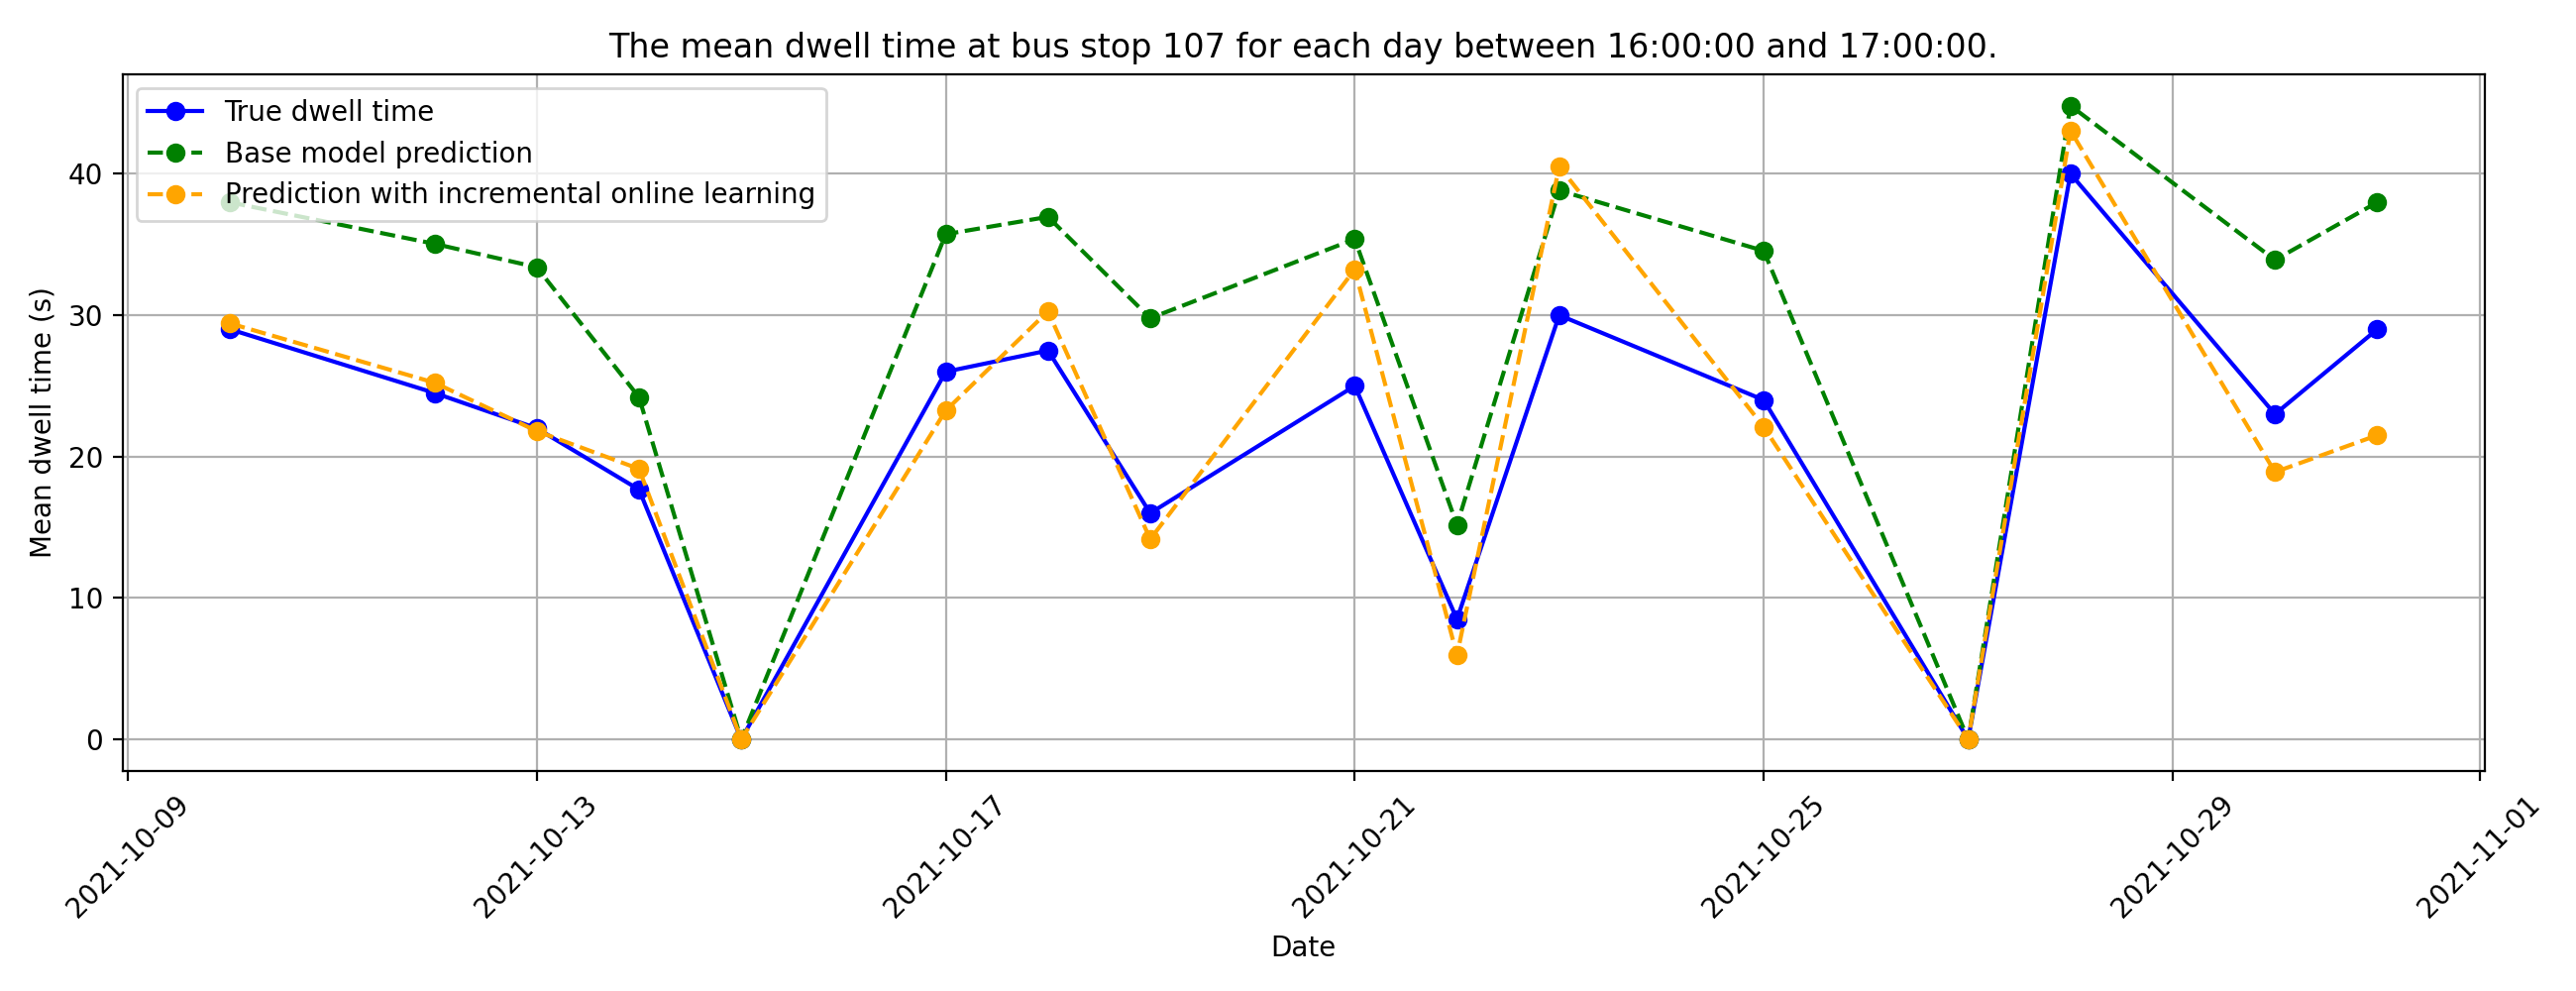 The mean dwell time at bus stop 107 for each day between 16:00:00 and 17:00:00.
True dwell time
Base model prediction
Prediction with incremental online learning
Mean dwell time (s)
40
30
20
10
0
2021-10-09
2021-10-13
2021-10-17
2021-10-21
2021-10-25
2021-10-29
2021-11-01
Date